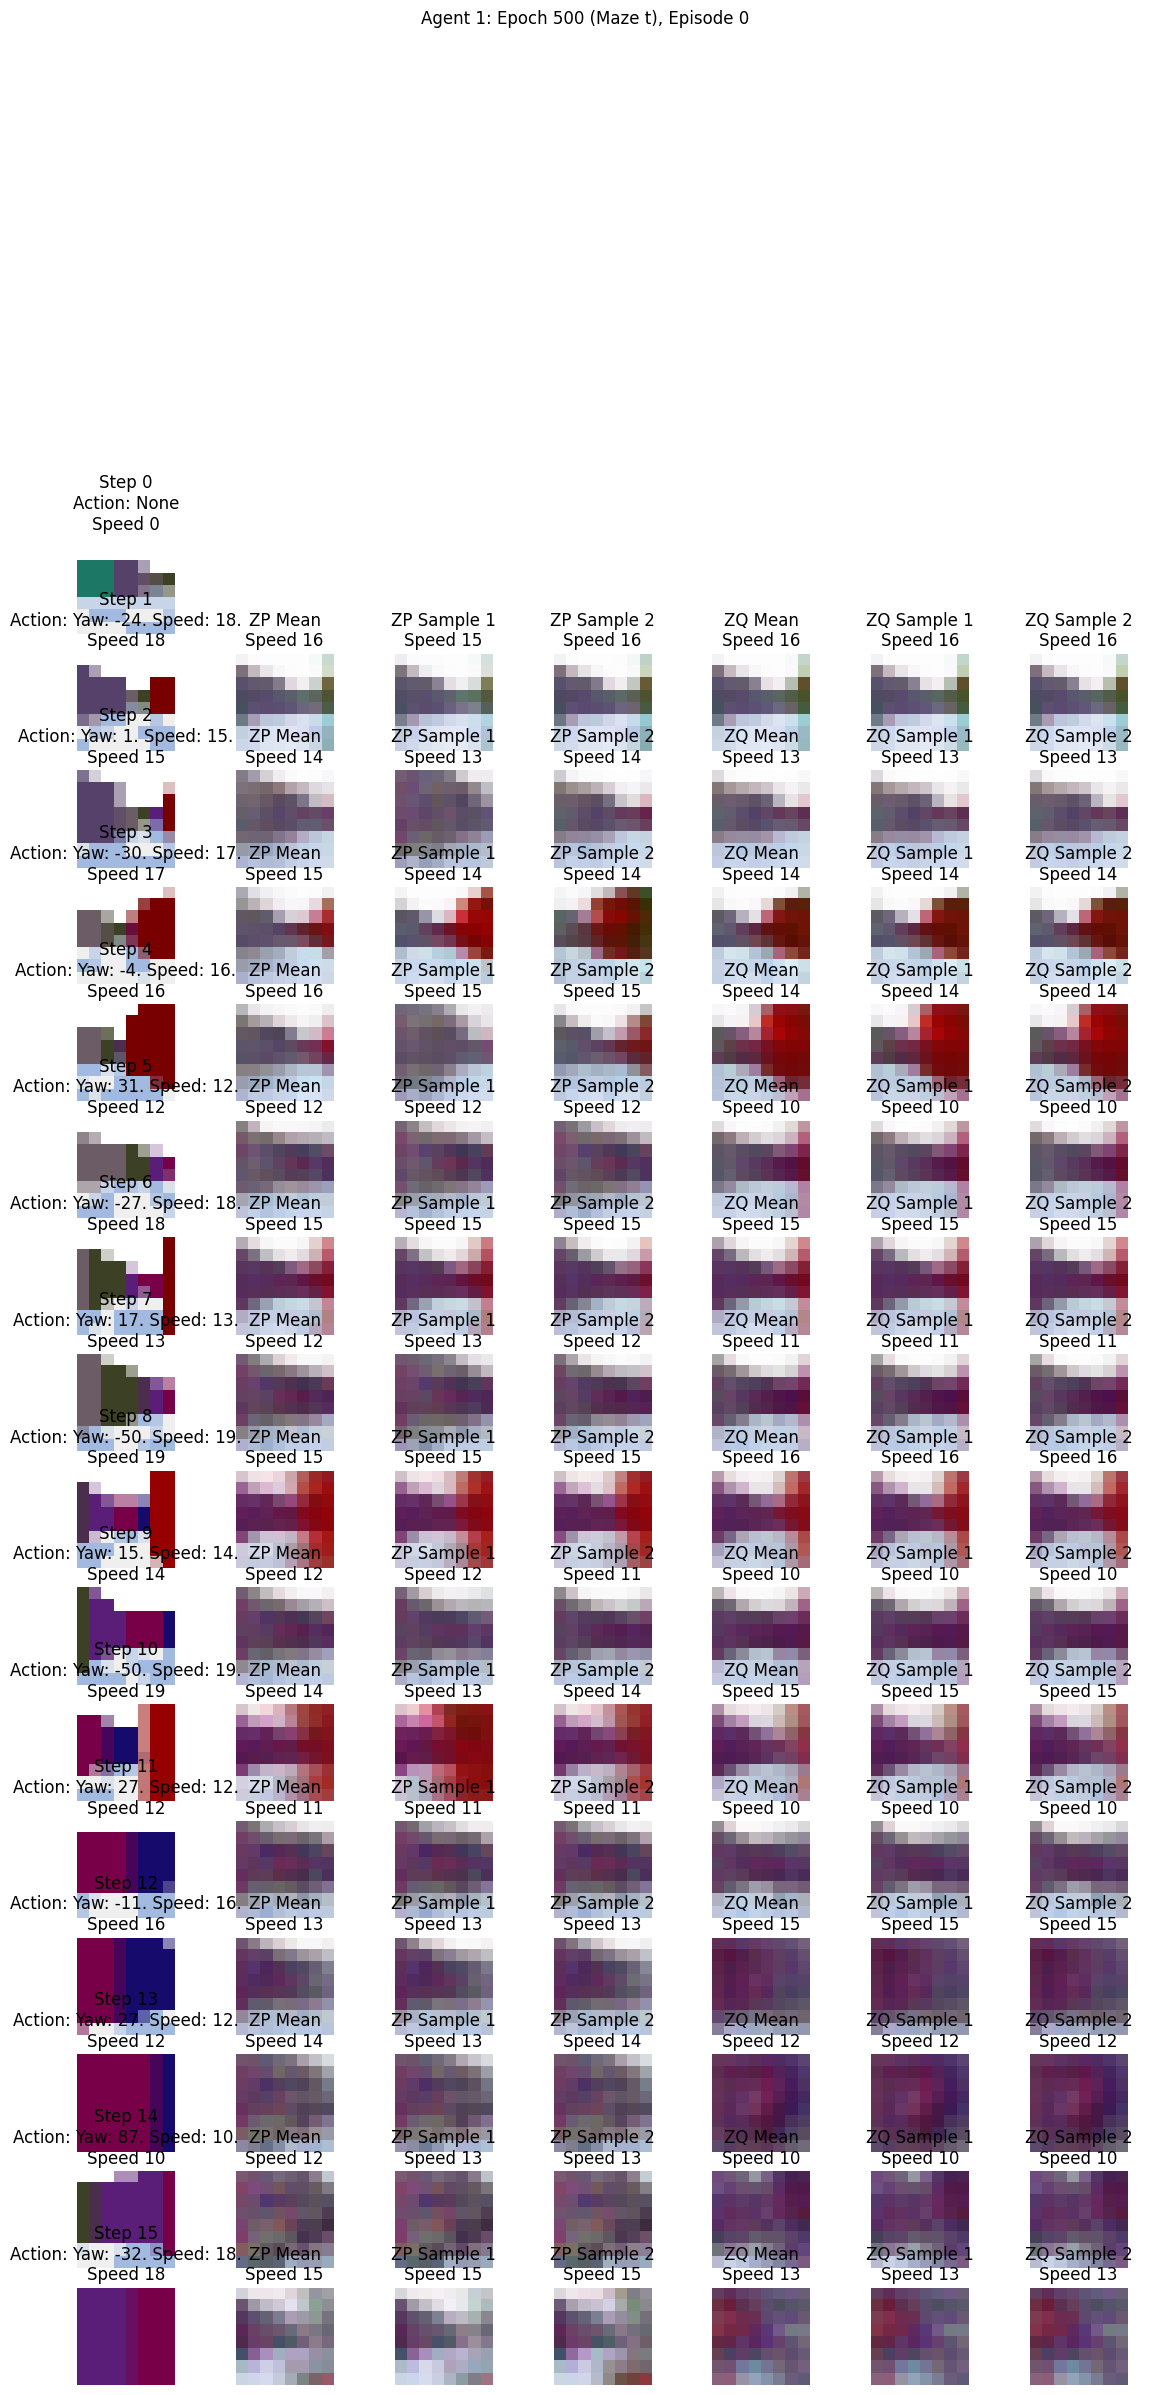 Agent 1: Epoch 500 (Maze t), Episode 0
Step 0
Action: None
Speed 0
Step 1
Action: Yaw: -24. Speed: 18. ZP Mean ZP Sample 1 ZP Sample 2 ZQ Mean ZQ Sample 1 ZQ Sample 2
Speed 18 Speed 16 Speed 15 Speed 16 Speed 16 Speed 16 Speed 16
Step 2
Action: Yaw: 1. Speed: 15. ZP Mean ZP Sample 1 ZP Sample 2 ZQ Mean ZQ Sample 1 ZQ Sample 2
Speed 15 Speed 14 Speed 13 Speed 14 Speed 13 Speed 13 Speed 13
Step 3
Action: Yaw: -30. Speed: 17. ZP Mean ZP Sample 1 ZP Sample 2 ZQ Mean ZQ Sample 1 ZQ Sample 2
Speed 17 Speed 15 Speed 14 Speed 14 Speed 14 Speed 14 Speed 14
Step 4
Action: Yaw: -4. Speed: 16. ZP Mean ZP Sample 1 ZP Sample 2 ZQ Mean ZQ Sample 1 ZQ Sample 2
Speed 16 Speed 16 Speed 15 Speed 15 Speed 14 Speed 14 Speed 14
Step 5
Action: Yaw: 31. Speed: 12. ZP Mean ZP Sample 1 ZP Sample 2 ZQ Mean ZQ Sample 1 ZQ Sample 2
Speed 12 Speed 12 Speed 12 Speed 12 Speed 10 Speed 10 Speed 10
Step 6
Action: Yaw: -27. Speed: 18. ZP Mean ZP Sample 1 ZP Sample 2 ZQ Mean ZQ Sample 1 ZQ Sample 2
Speed 18 Speed 15 Speed 15 Speed 15 Speed 15 Speed 15 Speed 15
Step 7
Action: Yaw: 17. Speed: 13. ZP Mean ZP Sample 1 ZP Sample 2 ZQ Mean ZQ Sample 1 ZQ Sample 2
Speed 13 Speed 12 Speed 13 Speed 12 Speed 11 Speed 11 Speed 11
Step 8
Action: Yaw: -50. Speed: 19. ZP Mean ZP Sample 1 ZP Sample 2 ZQ Mean ZQ Sample 1 ZQ Sample 2
Speed 19 Speed 15 Speed 15 Speed 15 Speed 16 Speed 16 Speed 16
Step 9
Action: Yaw: 15. Speed: 14. ZP Mean ZP Sample 1 ZP Sample 2 ZQ Mean ZQ Sample 1 ZQ Sample 2
Speed 14 Speed 12 Speed 12 Speed 11 Speed 10 Speed 10 Speed 10
Step 10
Action: Yaw: -50. Speed: 19. ZP Mean ZP Sample 1 ZP Sample 2 ZQ Mean ZQ Sample 1 ZQ Sample 2
Speed 19 Speed 14 Speed 13 Speed 14 Speed 15 Speed 15 Speed 15
Step 11
Action: Yaw: 27. Speed: 12. ZP Mean ZP Sample 1 ZP Sample 2 ZQ Mean ZQ Sample 1 ZQ Sample 2
Speed 12 Speed 11 Speed 11 Speed 11 Speed 10 Speed 10 Speed 10
Step 12
Action: Yaw: -11. Speed: 16. ZP Mean ZP Sample 1 ZP Sample 2 ZQ Mean ZQ Sample 1 ZQ Sample 2
Speed 16 Speed 13 Speed 13 Speed 13 Speed 15 Speed 15 Speed 15
Step 13
Action: Yaw: 27. Speed: 12. ZP Mean ZP Sample 1 ZP Sample 2 ZQ Mean ZQ Sample 1 ZQ Sample 2
Speed 12 Speed 14 Speed 13 Speed 14 Speed 12 Speed 12 Speed 12
Step 14
Action: Yaw: 87. Speed: 10. ZP Mean ZP Sample 1 ZP Sample 2 ZQ Mean ZQ Sample 1 ZQ Sample 2
Speed 10 Speed 12 Speed 13 Speed 13 Speed 10 Speed 10 Speed 10
Step 15
Action: Yaw: -32. Speed: 18. ZP Mean ZP Sample 1 ZP Sample 2 ZQ Mean ZQ Sample 1 ZQ Sample 2
Speed 18 Speed 15 Speed 15 Speed 15 Speed 13 Speed 13 Speed 13